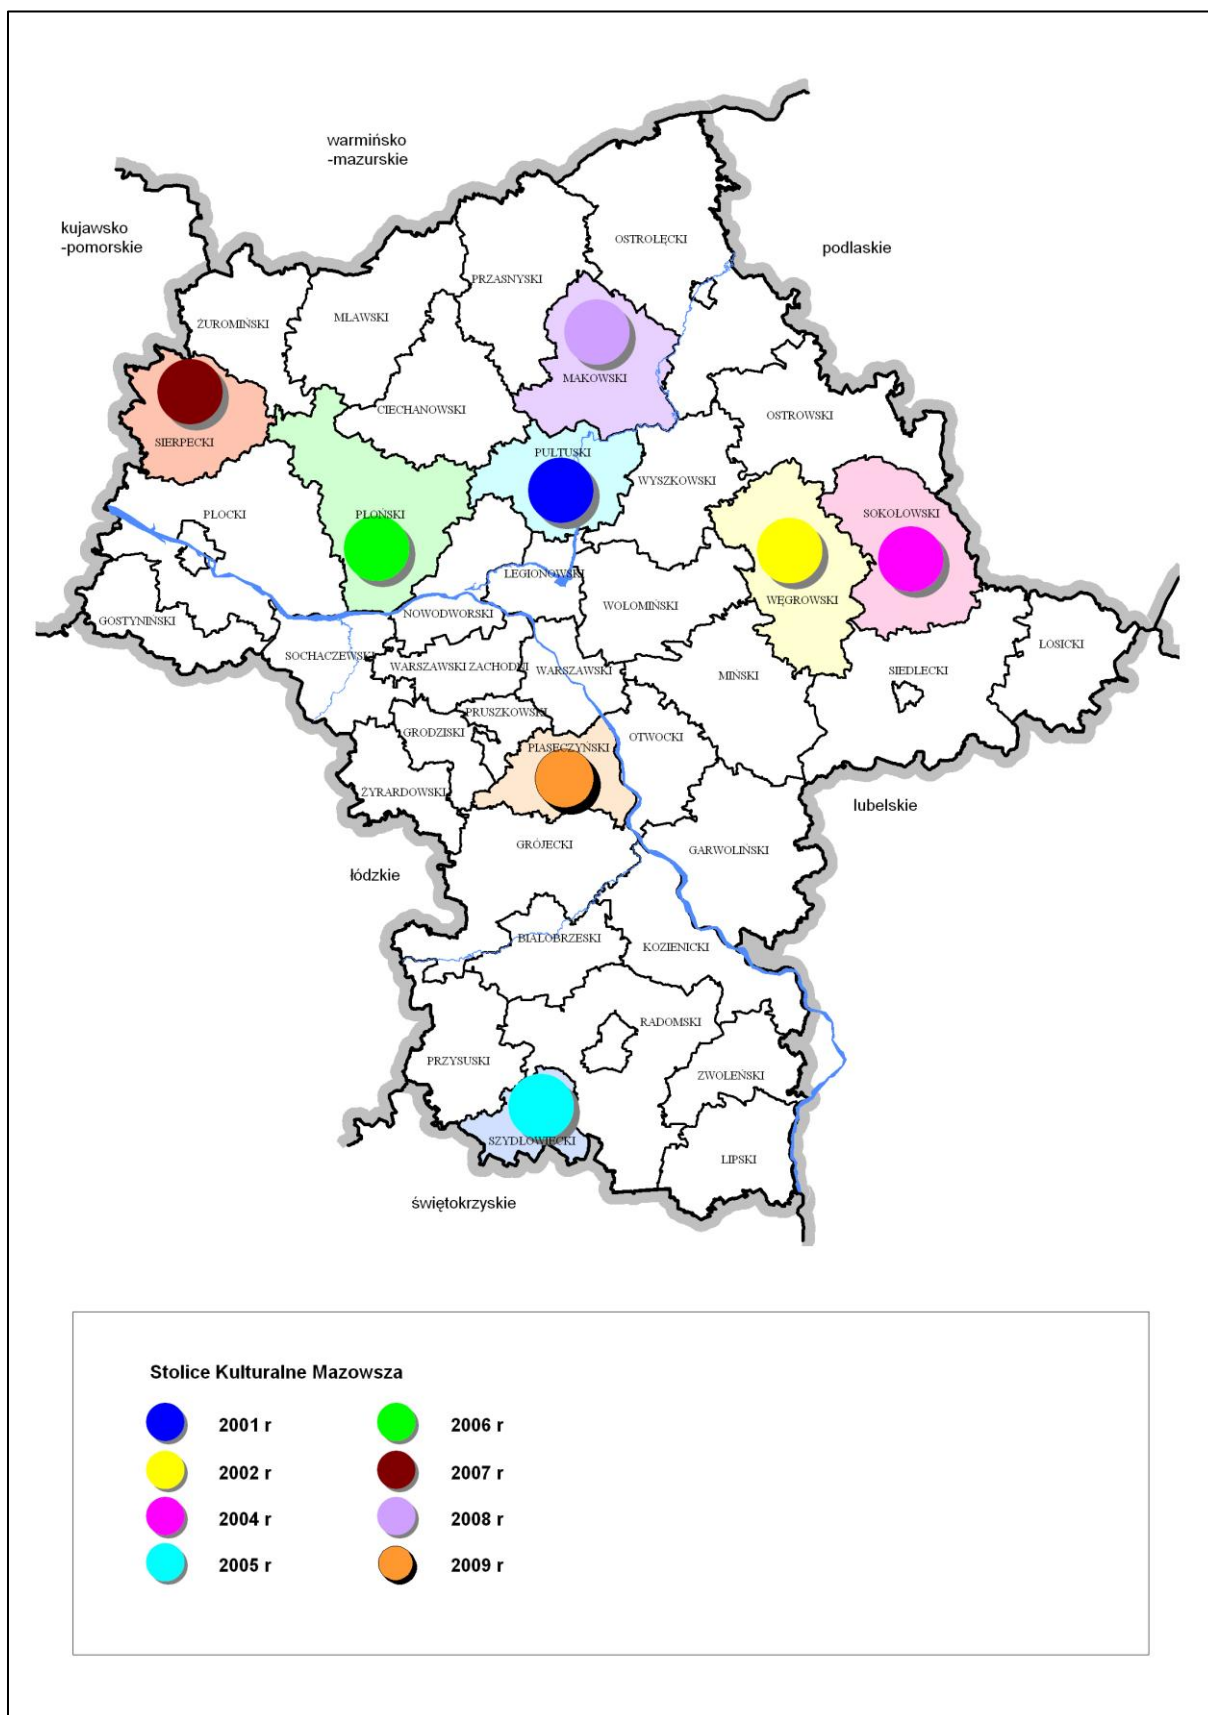 warmińsko
-mazurskie
kujawsko
-pomorskie
podlaskie
OSTROŁĘCKI
PRZASNYSKI
ŻUROMIŃSKI
MŁAWSKI
MAKOWSKI
CIECHANOWSKI
OSTROWSKI
SIERPECKI
PUŁTUSKI
WYSZKOWSKI
PŁOCKI
PŁOŃSKI
SOKOŁOWSKI
LEGIONOWSKI
WĘGROWSKI
WOŁOMIŃSKI
NOWODWORSKI
GOSTYNIŃSKI
SOCHACZEWSKI
WARSZAWSKI ZACHODNI
WARSZAWSKI
MIŃSKI
SIEDLECKI
ŁOSICKI
PRUSZKOWSKI
GRODZISKI
PIASECZYŃSKI
OTWOCKI
ŻYRARDOWSKI
lubelskie
GRÓJECKI
GARWOLIŃSKI
łódzkie
BIAŁOBRZESKI
KOZIENICKI
RADOMSKI
PRZYSUSKI
ZWOLEŃSKI
SZYDŁOWIECKI
LIPSKI
świętokrzyskie
Stolice Kulturalne Mazowsza
2001 r
2002 r
2004 r
2005 r
2006 r
2007 r
2008 r
2009 r